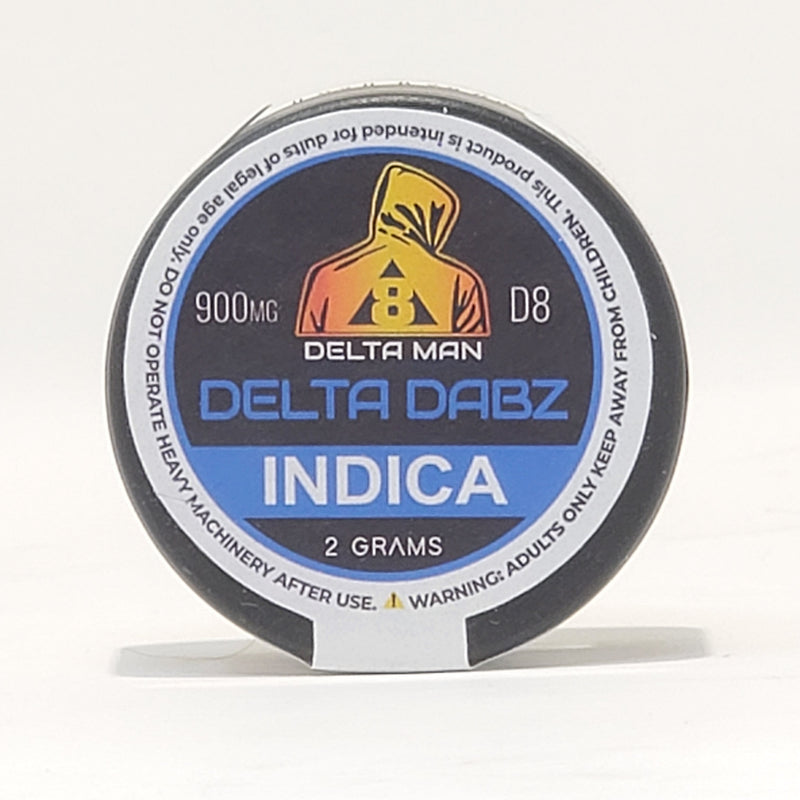 900MG
8
D8
DELTA MAN
DELTA DABZ
INDICA
2 GRAMS
WARNING: ADULTS ONLY KEEP AWAY FROM CHILDREN. This product is intended for dults of legal age only. DO NOT OPERATE HEAVY MACHINERY AFTER USE.